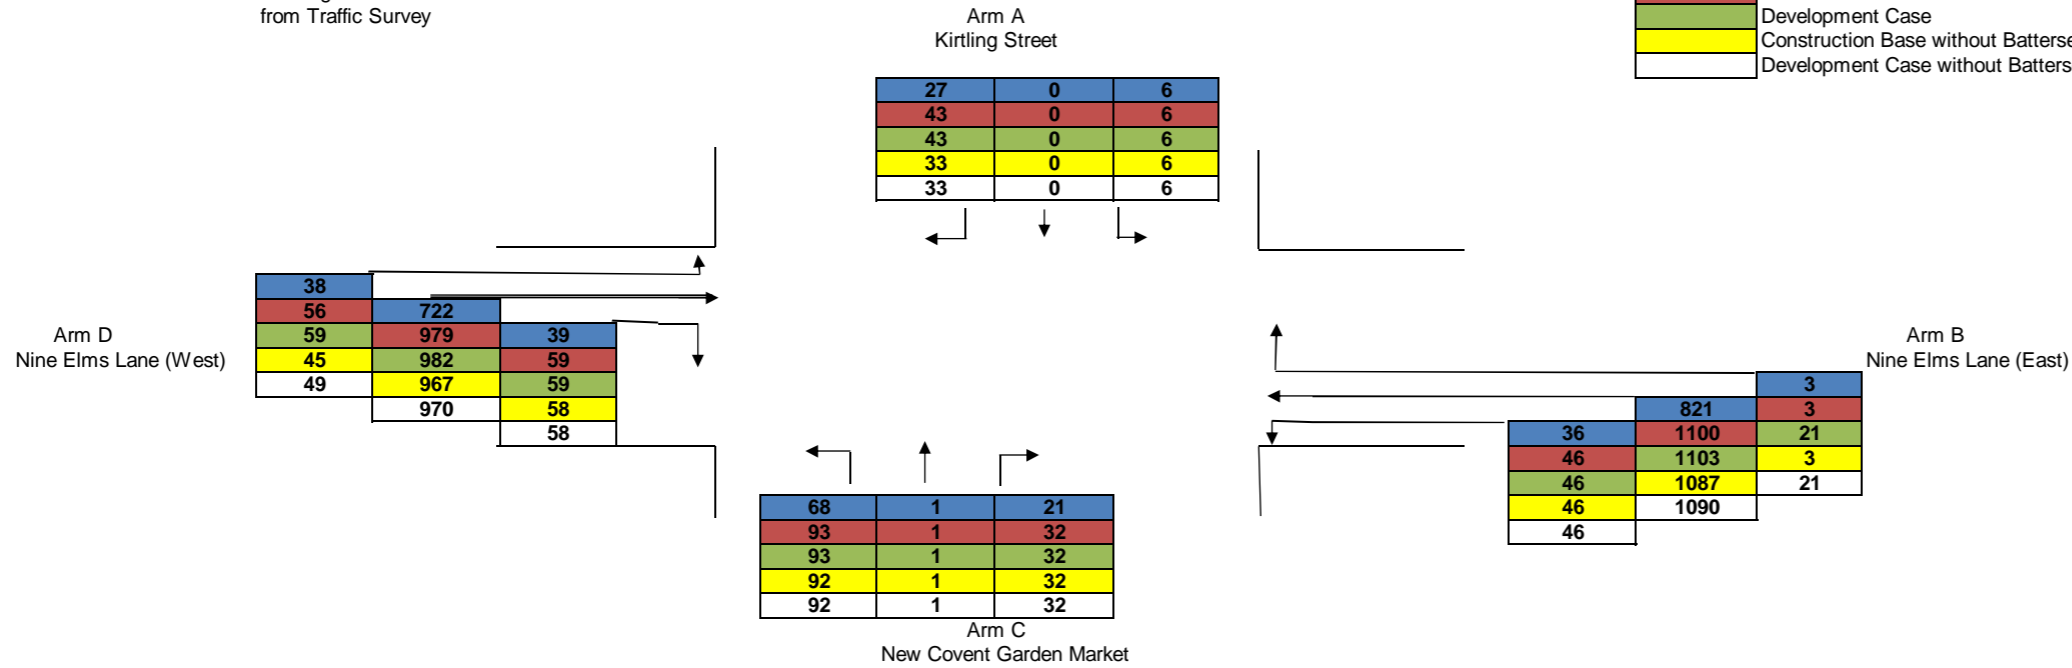 from Traffic Survey
Arm A
Kirtling Street
Development Case
Construction Base without
Development Case without
27 0 6
43 0 6
43 0 6
33 0 6
33 0 6
Arm D
Nine Elms Lane (West)
38
56 722
59 979 39
45 982 59
49 967 59
970 58
58
Arm B
Nine Elms Lane (East)
3
821 3
36 1100 21
46 1103 3
46 1087 21
46 1090
46
68 1 21
93 1 32
93 1 32
92 1 32
92 1 32
Arm C
New Covent Garden Market